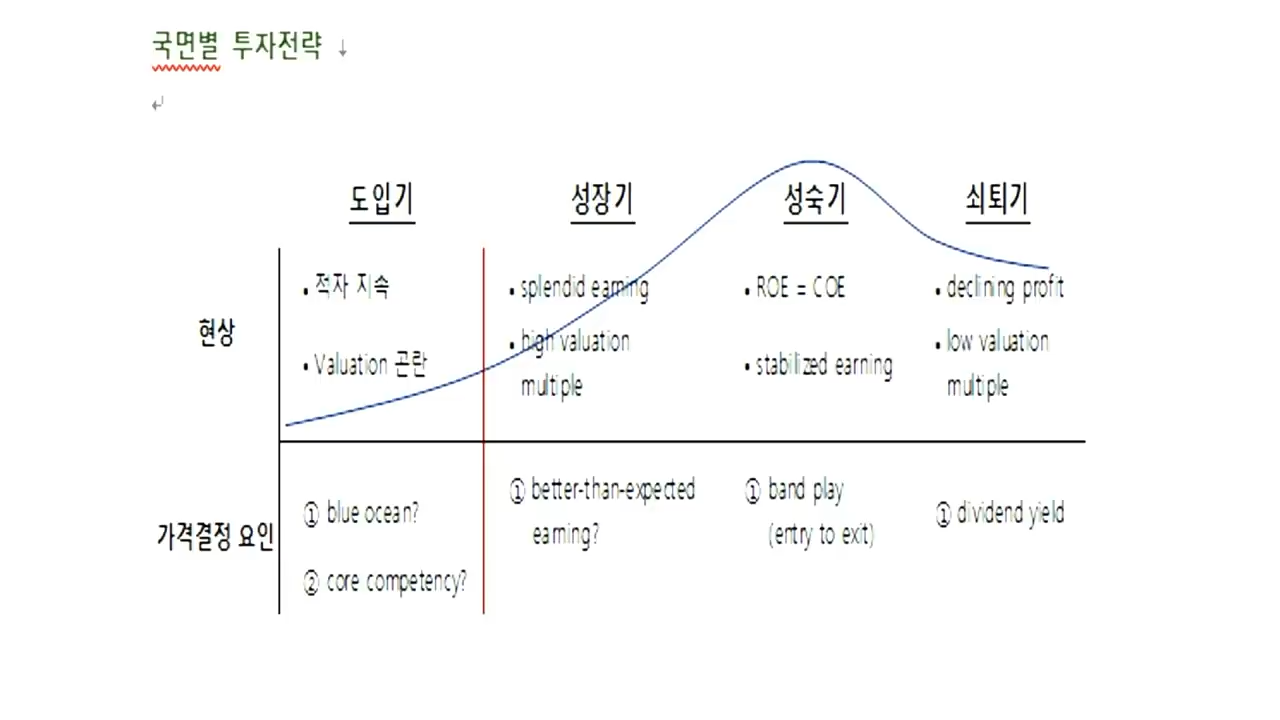 국면별 투자전략 ↓
도입기 성장기 성숙기 쇠퇴기
현상
• 적자 지속
• Valuation 곤란
• splendid earning
• high valuation
multiple
• ROE = COE
• stabilized earning
• declining profit
• low valuation
multiple
가격결정 요인
① blue ocean?
② core competency?
① better-than-expected
earning?
① band play
(entry to exit)
① dividend yield